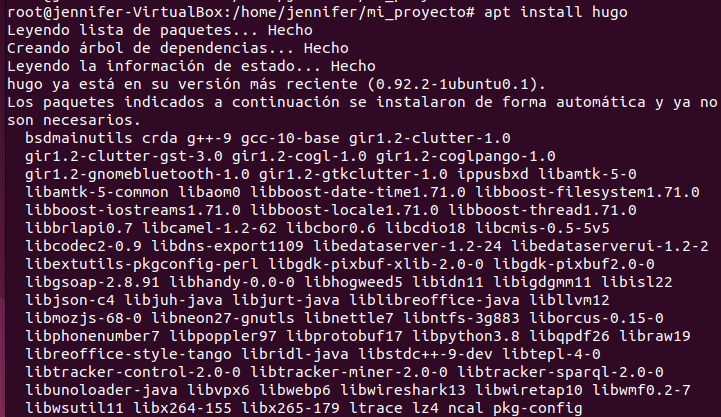 root@jennifer-VirtualBox:/home/jennifer/mi_proyecto# apt install hugo
Leyendo lista de paquetes... Hecho
Creando árbol de dependencias... Hecho
Leyendo la información de estado... Hecho
hugo ya está en su versión más reciente (0.92.2-1ubuntu0.1).
Los paquetes indicados a continuación se instalaron de forma automática y ya no
son necesarios.
bsdmainutils crda g++-9 gcc-10-base gir1.2-clutter-1.0
gir1.2-clutter-gst-3.0 gir1.2-cogl-1.0 gir1.2-coglpango-1.0
gir1.2-gnomebluetooth-1.0 gir1.2-gtkclutter-1.0 ippusbxd libamtk-5-0
libamtk-5-common libaom0 libboost-date-time1.71.0 libboost-filesystem1.71.0
libboost-iostreams1.71.0 libboost-locale1.71.0 libboost-thread1.71.0
libbrlapi0.7 libcamel-1.2-62 libcbor0.6 libcdio18 libcmis-0.5-5v5
libcodec2-0.9 libdns-export1109 libedataserver-1.2-24 libedataserverui-1.2-2
libextutils-pkgconfig-perl libgdk-pixbuf-xlib-2.0-0 libgdk-pixbuf2.0-0
libgsoap-2.8.91 libhandy-0.0-0 libhogweed5 libidn11 libigdgmm11 libisl22
libjson-c4 libjuh-java libjurt-java liblibreoffice-java libllvm12
libmozjs-68-0 libneon27-gnutls libnettle7 libntfs-3g883 liborcus-0.15-0
libphonenumber7 libpoppler97 libprotobuf17 libpython3.8 libqpdf26 libraw19
libreoffice-style-tango libridl-java libstdc++-9-dev libtepl-4-0
libtracker-control-2.0-0 libtracker-miner-2.0-0 libtracker-sparql-2.0-0
libunoloader-java libvpx6 libwebp6 libwireshark13 libwiretap10 libwmf0.2-7
libwsutil11 libx264-155 libx265-179 ltrace lz4 ncal pkg-config